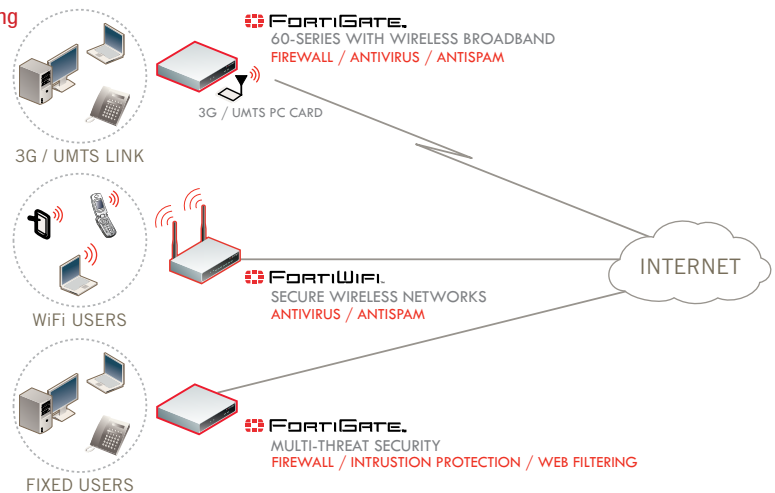 ng
FORTIGATE.
60-SERIES WITH WIRELESS BROADBAND
FIREWALL / ANTIVIRUS / ANTISPAM
3G / UMTS PC CARD
3G / UMTS LINK
INTERNET
FORTIWIFI.
SECURE WIRELESS NETWORKS
ANTIVIRUS / ANTISPAM
WiFi USERS
FORTIGATE.
MULTI-THREAT SECURITY
FIREWALL / INTRUSTION PROTECTION / WEB FILTERING
FIXED USERS